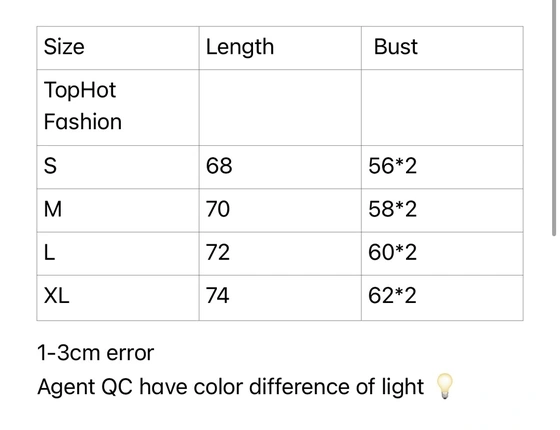 Size Length Bust
TopHot
Fashion
S 68 56*2
M 70 58*2
L 72 60*2
XL 74 62*2
1-3cm error
Agent QC have color difference of light 💡